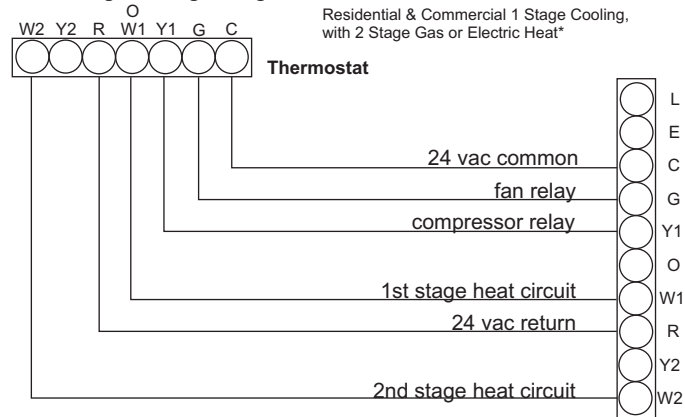 Residential & Commercial 1 Stage Cooling,
with 2 Stage Gas or Electric Heat*
O
W2 Y2 R W1 Y1 G C
Thermostat
L
E
24 vac common C
fan relay G
compressor relay Y1
O
1st stage heat circuit W1
24 vac return R
Y2
2nd stage heat circuit W2